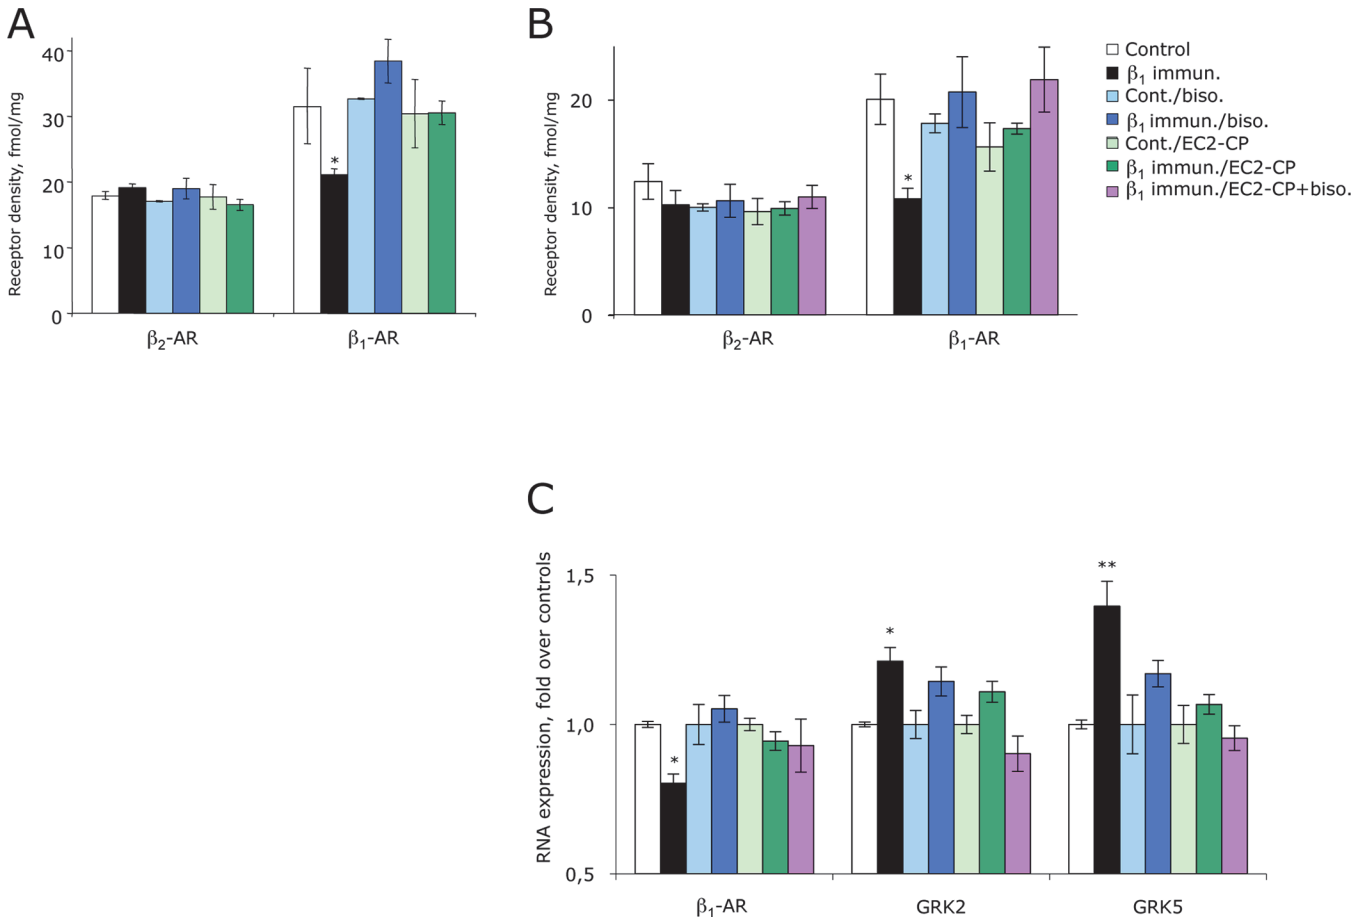 A
B
40
30
20
10
0
Receptor density, fmol/mg
*
β2-AR
β1-AR
20
10
0
Receptor density, fmol/mg
*
β2-AR
β1-AR
Control
β1 immun.
Cont./biso.
β1 immun./biso.
Cont./EC2-CP
β1 immun./EC2-CP
β1 immun./EC2-CP+biso.
C
1,5
1,0
0,5
RNA expression, fold over controls
*
*
**
β1-AR
GRK2
GRK5